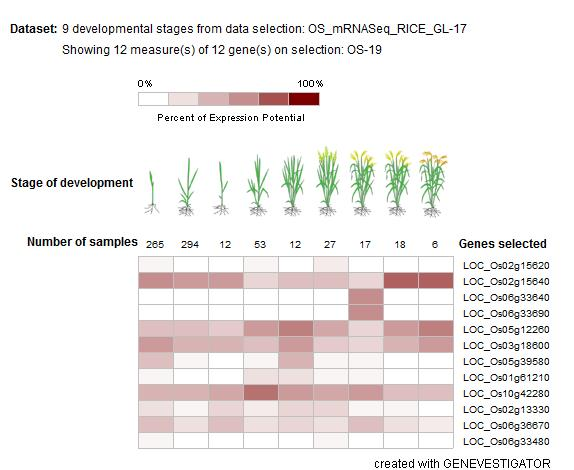 Dataset: 9 developmental stages from data selection: OS_mRNASeq_RICE_GL-17
Showing 12 measure(s) of 12 gene(s) on selection: OS-19
0% 100%
Percent of Expression Potential
Stage of development
Number of samples 265 294 12 53 12 27 17 18 6 Genes selected
LOC_Os02g15620
LOC_Os02g15640
LOC_Os06g33640
LOC_Os06g33690
LOC_Os05g12260
LOC_Os03g18600
LOC_Os05g39580
LOC_Os01g61210
LOC_Os10g42280
LOC_Os02g13330
LOC_Os06g36670
LOC_Os06g33480
created with GENEVESTIGATOR